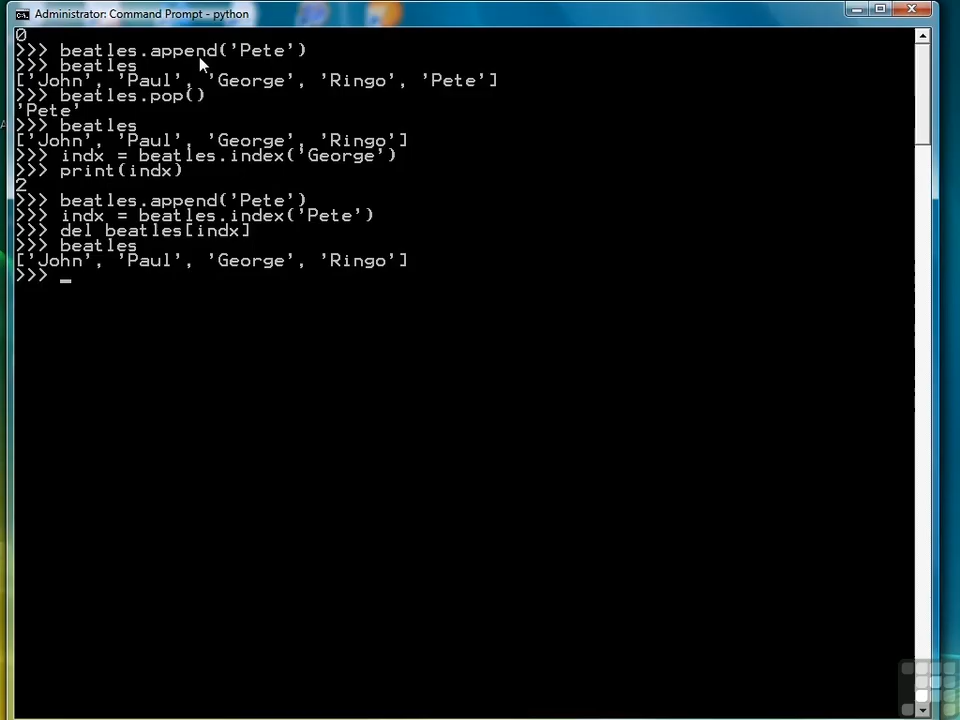 Administrator: Command Prompt - python
0
>>> beatles.append('Pete')
>>> beatles
['John', 'Paul', 'George', 'Ringo', 'Pete']
>>> beatles.pop()
'Pete'
>>> beatles
['John', 'Paul', 'George', 'Ringo']
>>> indx = beatles.index('George')
>>> print(indx)
2
>>> beatles.append('Pete')
>>> indx = beatles.index('Pete')
>>> del beatles[indx]
>>> beatles
['John', 'Paul', 'George', 'Ringo']
>>> _